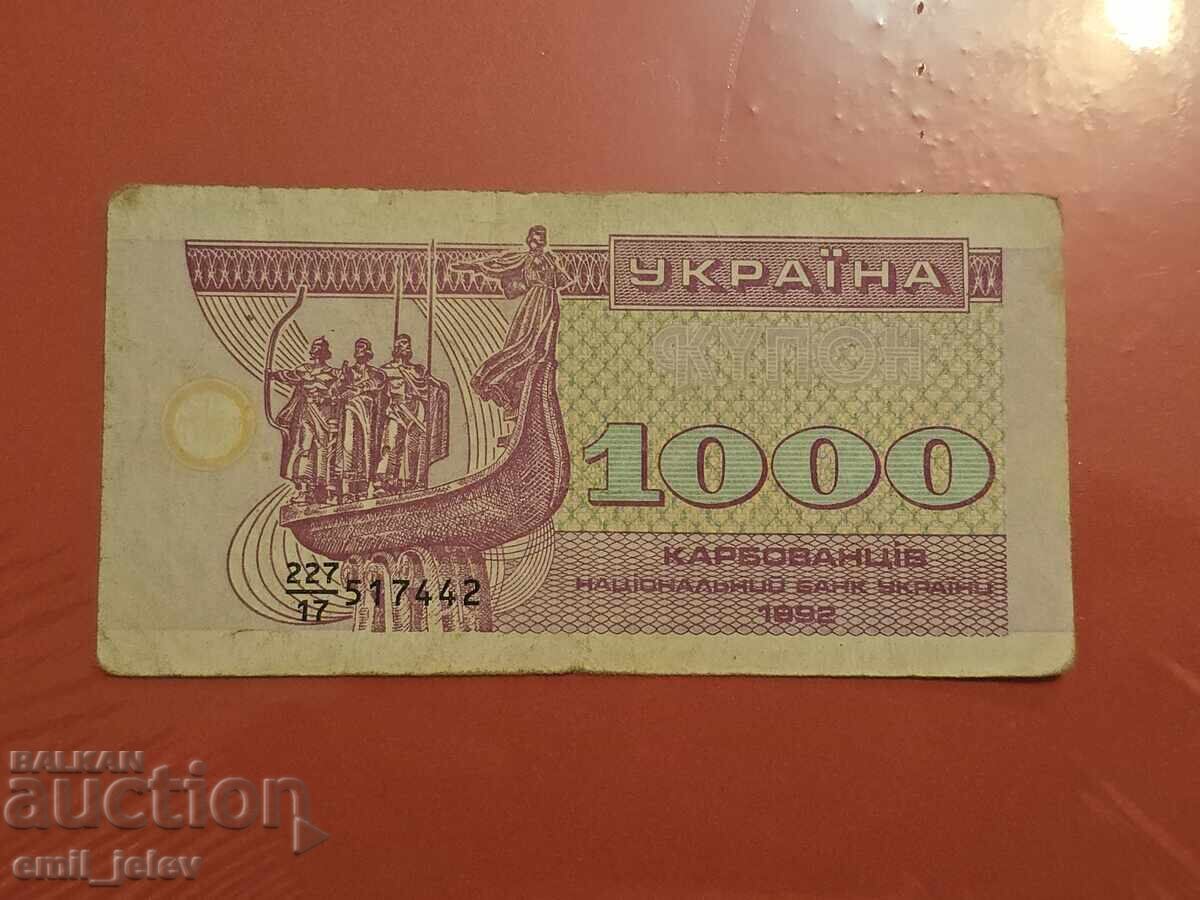 УКРАЇНА
КУПОН
1000
КАРБОВАНЦІВ
НАЦІОНАЛЬНИЙ БАНК УКРАЇНИ
1992
227
17
517442
BALKAN
auction
emil_jelev